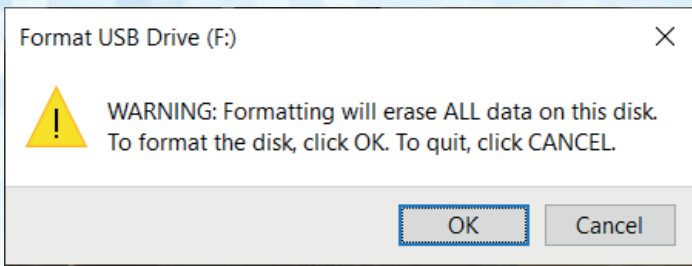 Format USB Drive (F:)
WARNING: Formatting will erase ALL data on this disk.
To format the disk, click OK. To quit, click CANCEL.
OK
Cancel